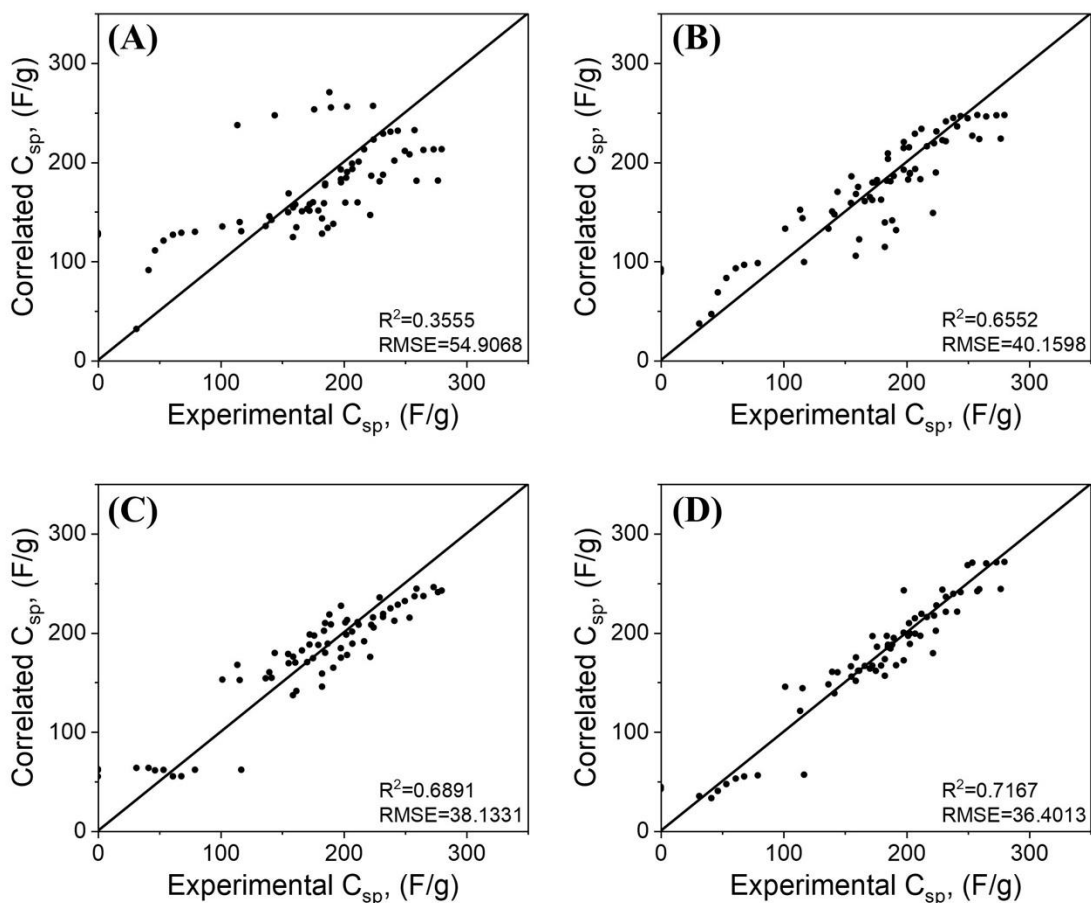 (A)
Correlated Csp, (F/g)
300
200
100
0
0 100 200 300
Experimental Csp, (F/g)
R²=0.3555
RMSE=54.9068
(B)
Correlated Csp, (F/g)
300
200
100
0
0 100 200 300
Experimental Csp, (F/g)
R²=0.6552
RMSE=40.1598
(C)
Correlated Csp, (F/g)
300
200
100
0
0 100 200 300
Experimental Csp, (F/g)
R²=0.6891
RMSE=38.1331
(D)
Correlated Csp, (F/g)
300
200
100
0
0 100 200 300
Experimental Csp, (F/g)
R²=0.7167
RMSE=36.4013